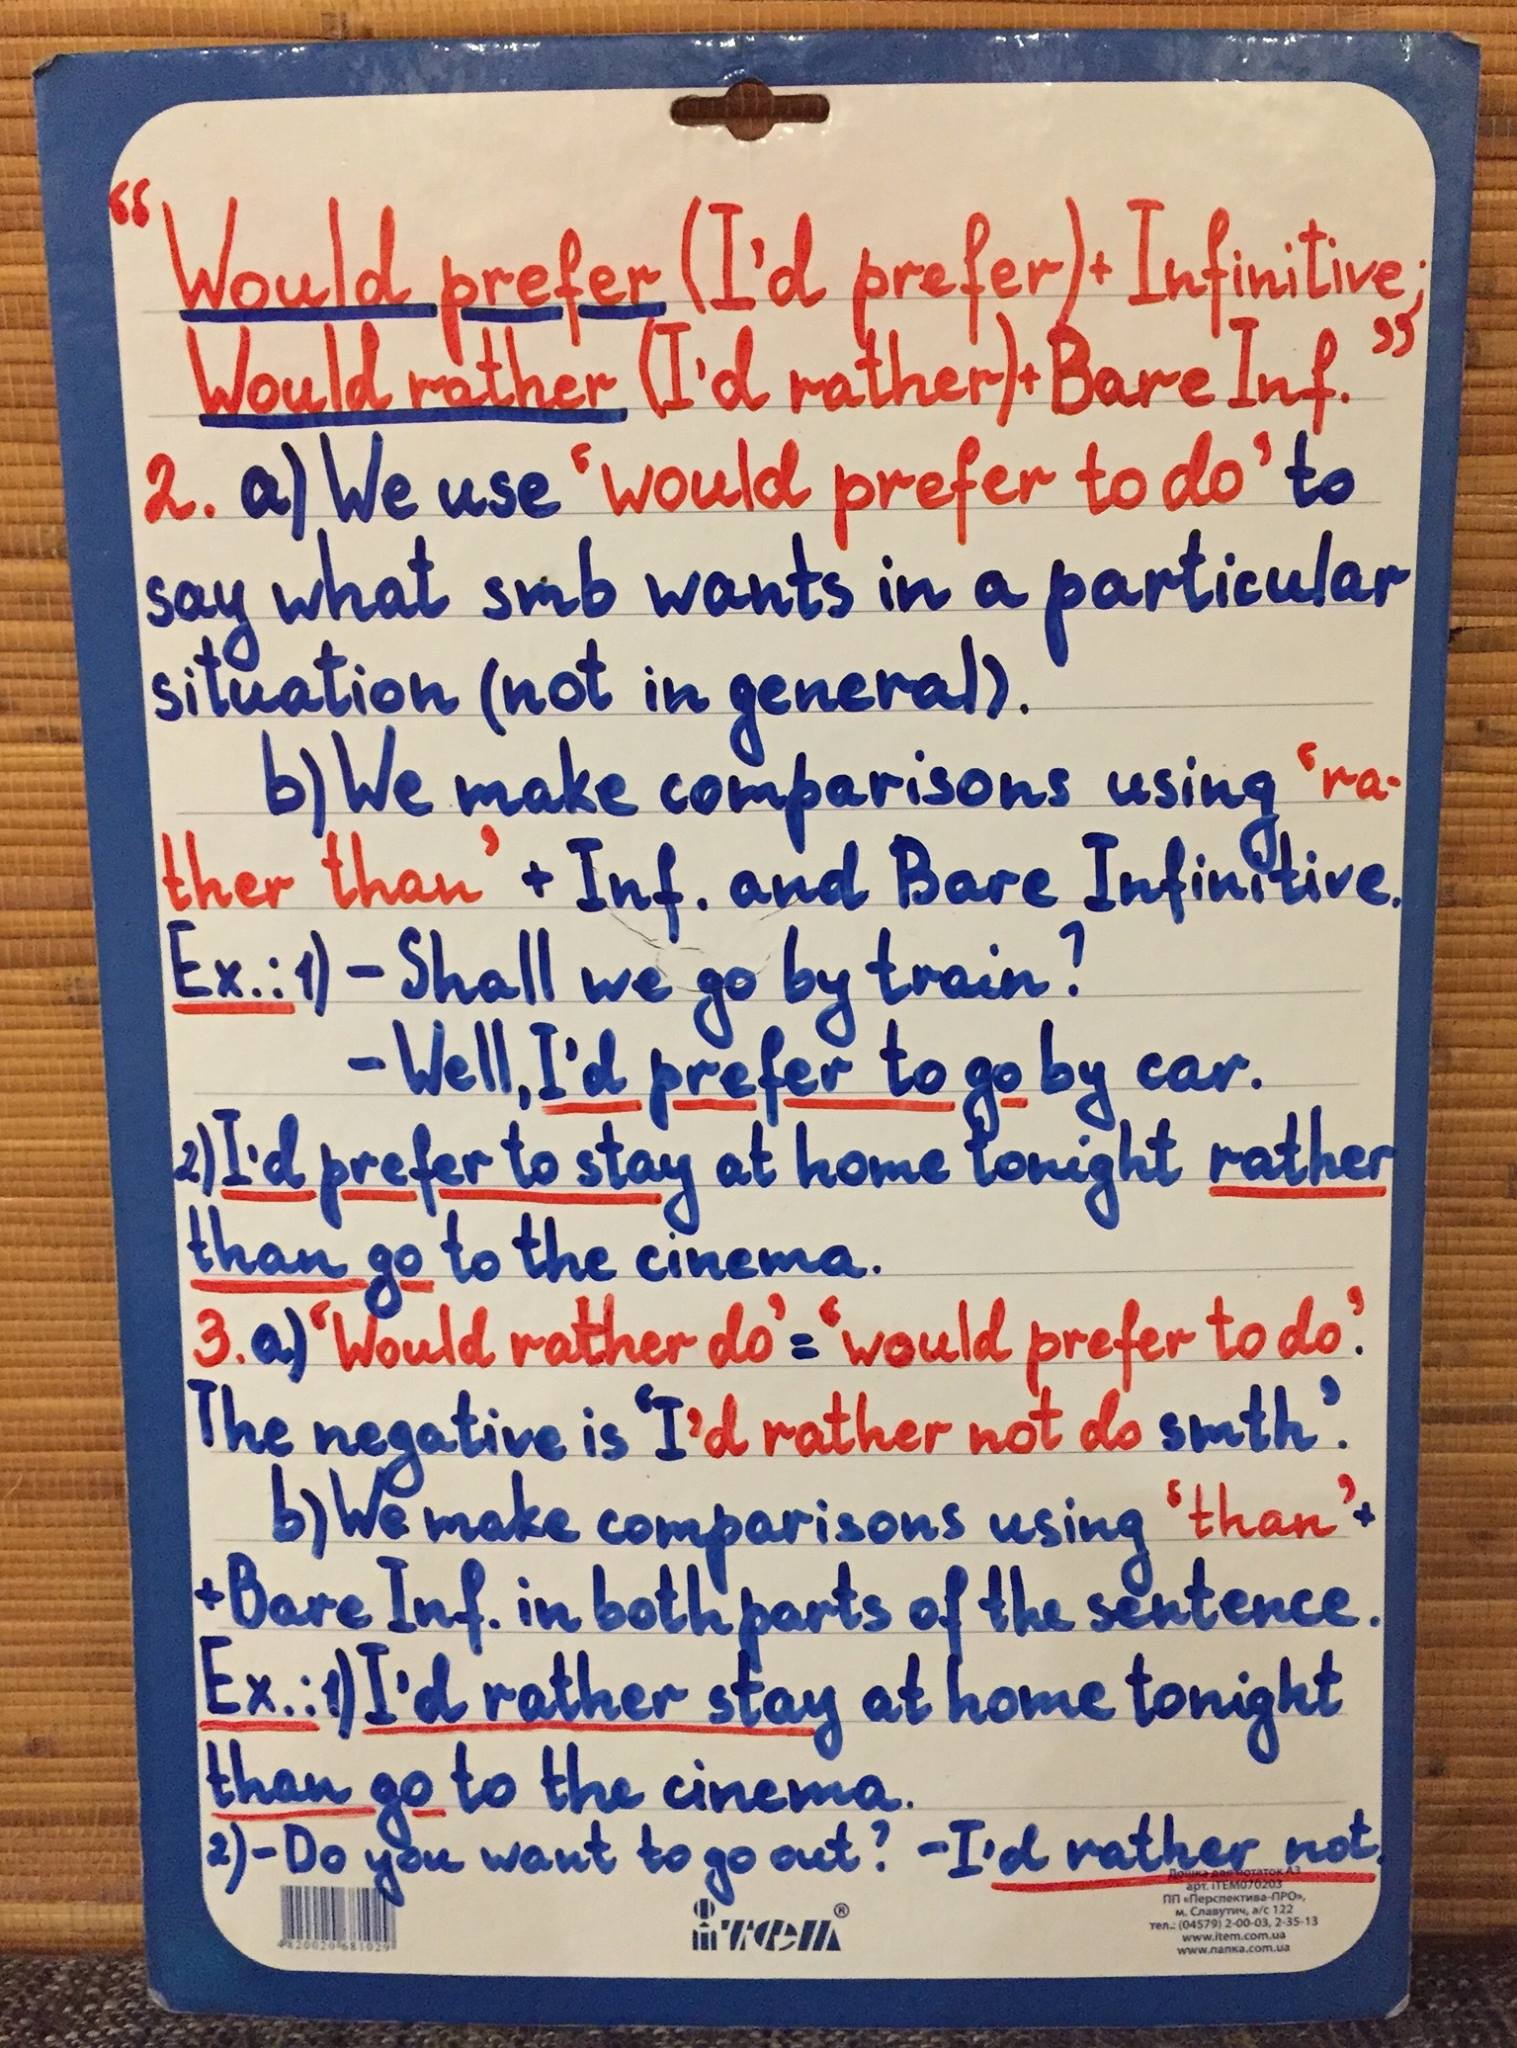 “Would prefer (I'd prefer)+ Infinitive;
Would rather (I'd rather)+Bare Inf.”
2. a) We use ‘would prefer to do’ to
say what smb wants in a particular
situation (not in general).
b) We make comparisons using ‘ra-
ther than’ + Inf. and Bare Infinitive.
Ex.: 1) – Shall we go by train?
– Well, I'd prefer to go by car.
2) I'd prefer to stay at home tonight rather
than go to the cinema.
3. a) ‘Would rather do’ = ‘would prefer to do’.
The negative is ‘I'd rather not do smth’.
b) We make comparisons using ‘than’ +
+ Bare Inf. in both parts of the sentence.
Ex.: 1) I'd rather stay at home tonight
than go to the cinema.
2) – Do you want to go out? – I'd rather not.
Дошка для нотаток А3
арт. iTEM070203
ПП «Перспектива-ПРО»,
м. Славутич, а/с 122
тел.: (04579) 2-00-03, 2-35-13
www.item.com.ua
www.папка.com.ua
iTEM®
4820020681029